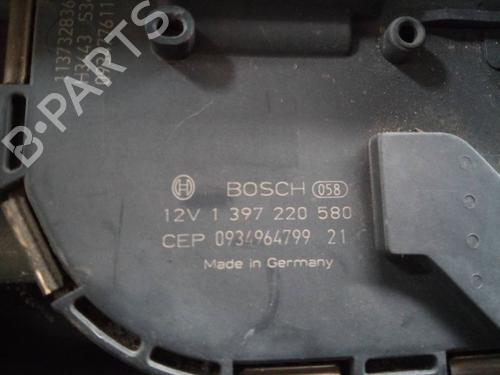 BOSCH 058
12V 1 397 220 580
CEP 0934964799 21
Made in Germany
B-PARTS